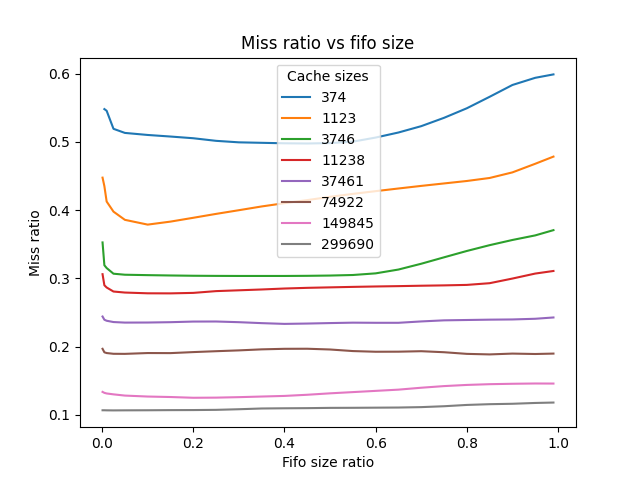 Miss ratio vs fifo size
Cache sizes
374
1123
3746
11238
37461
74922
149845
299690
Miss ratio
0.6
0.5
0.4
0.3
0.2
0.1
0.0 0.2 0.4 0.6 0.8 1.0
Fifo size ratio